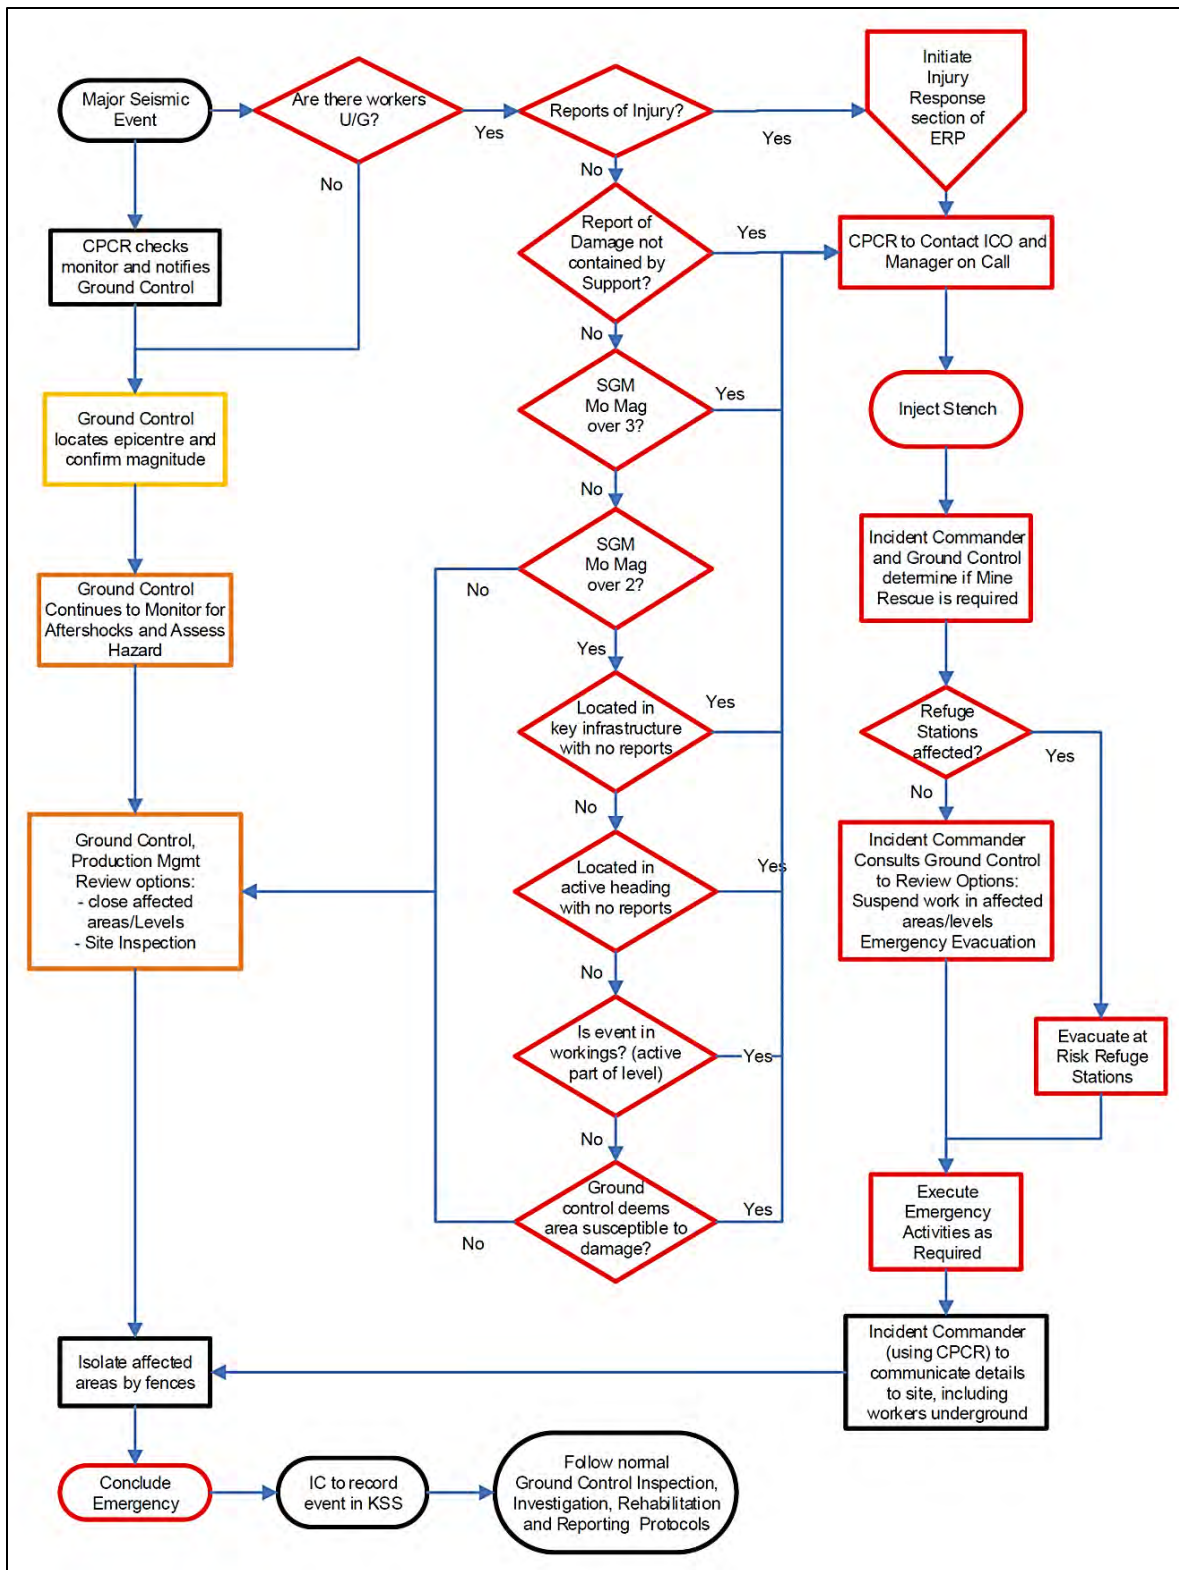 Major Seismic
Event
Are there workers
U/G?
Yes
No
Reports of Injury?
Yes
No
Initiate
Injury
Response
section of
ERP
CPCR checks
monitor and notifies
Ground Control
Report of
Damage not
contained by
Support?
Yes
No
CPCR to Contact ICO and
Manager on Call
Ground Control
locates epicentre and
confirm magnitude
SGM
Mo Mag
over 3?
Yes
No
Inject Stench
SGM
Mo Mag
over 2?
No
Yes
Incident Commander
and Ground Control
determine if Mine
Rescue is required
Ground Control
Continues to Monitor for
Aftershocks and Assess
Hazard
Located in
key infrastructure
with no reports
Yes
No
Refuge
Stations
affected?
Yes
No
Ground Control,
Production Mgmt
Review options:
- close affected
areas/Levels
- Site Inspection
Located in
active heading
with no reports
Yes
No
Incident Commander
Consults Ground Control
to Review Options:
Suspend work in affected
areas/levels
Emergency Evacuation
Is event in
workings? (active
part of level)
Yes
No
Evacuate at
Risk Refuge
Stations
Ground
control deems
area susceptible to
damage?
Yes
No
Execute
Emergency
Activities as
Required
Isolate affected
areas by fences
Incident Commander
(using CPCR) to
communicate details
to site, including
workers underground
Conclude
Emergency
IC to record
event in KSS
Follow normal
Ground Control Inspection,
Investigation, Rehabilitation
and Reporting Protocols